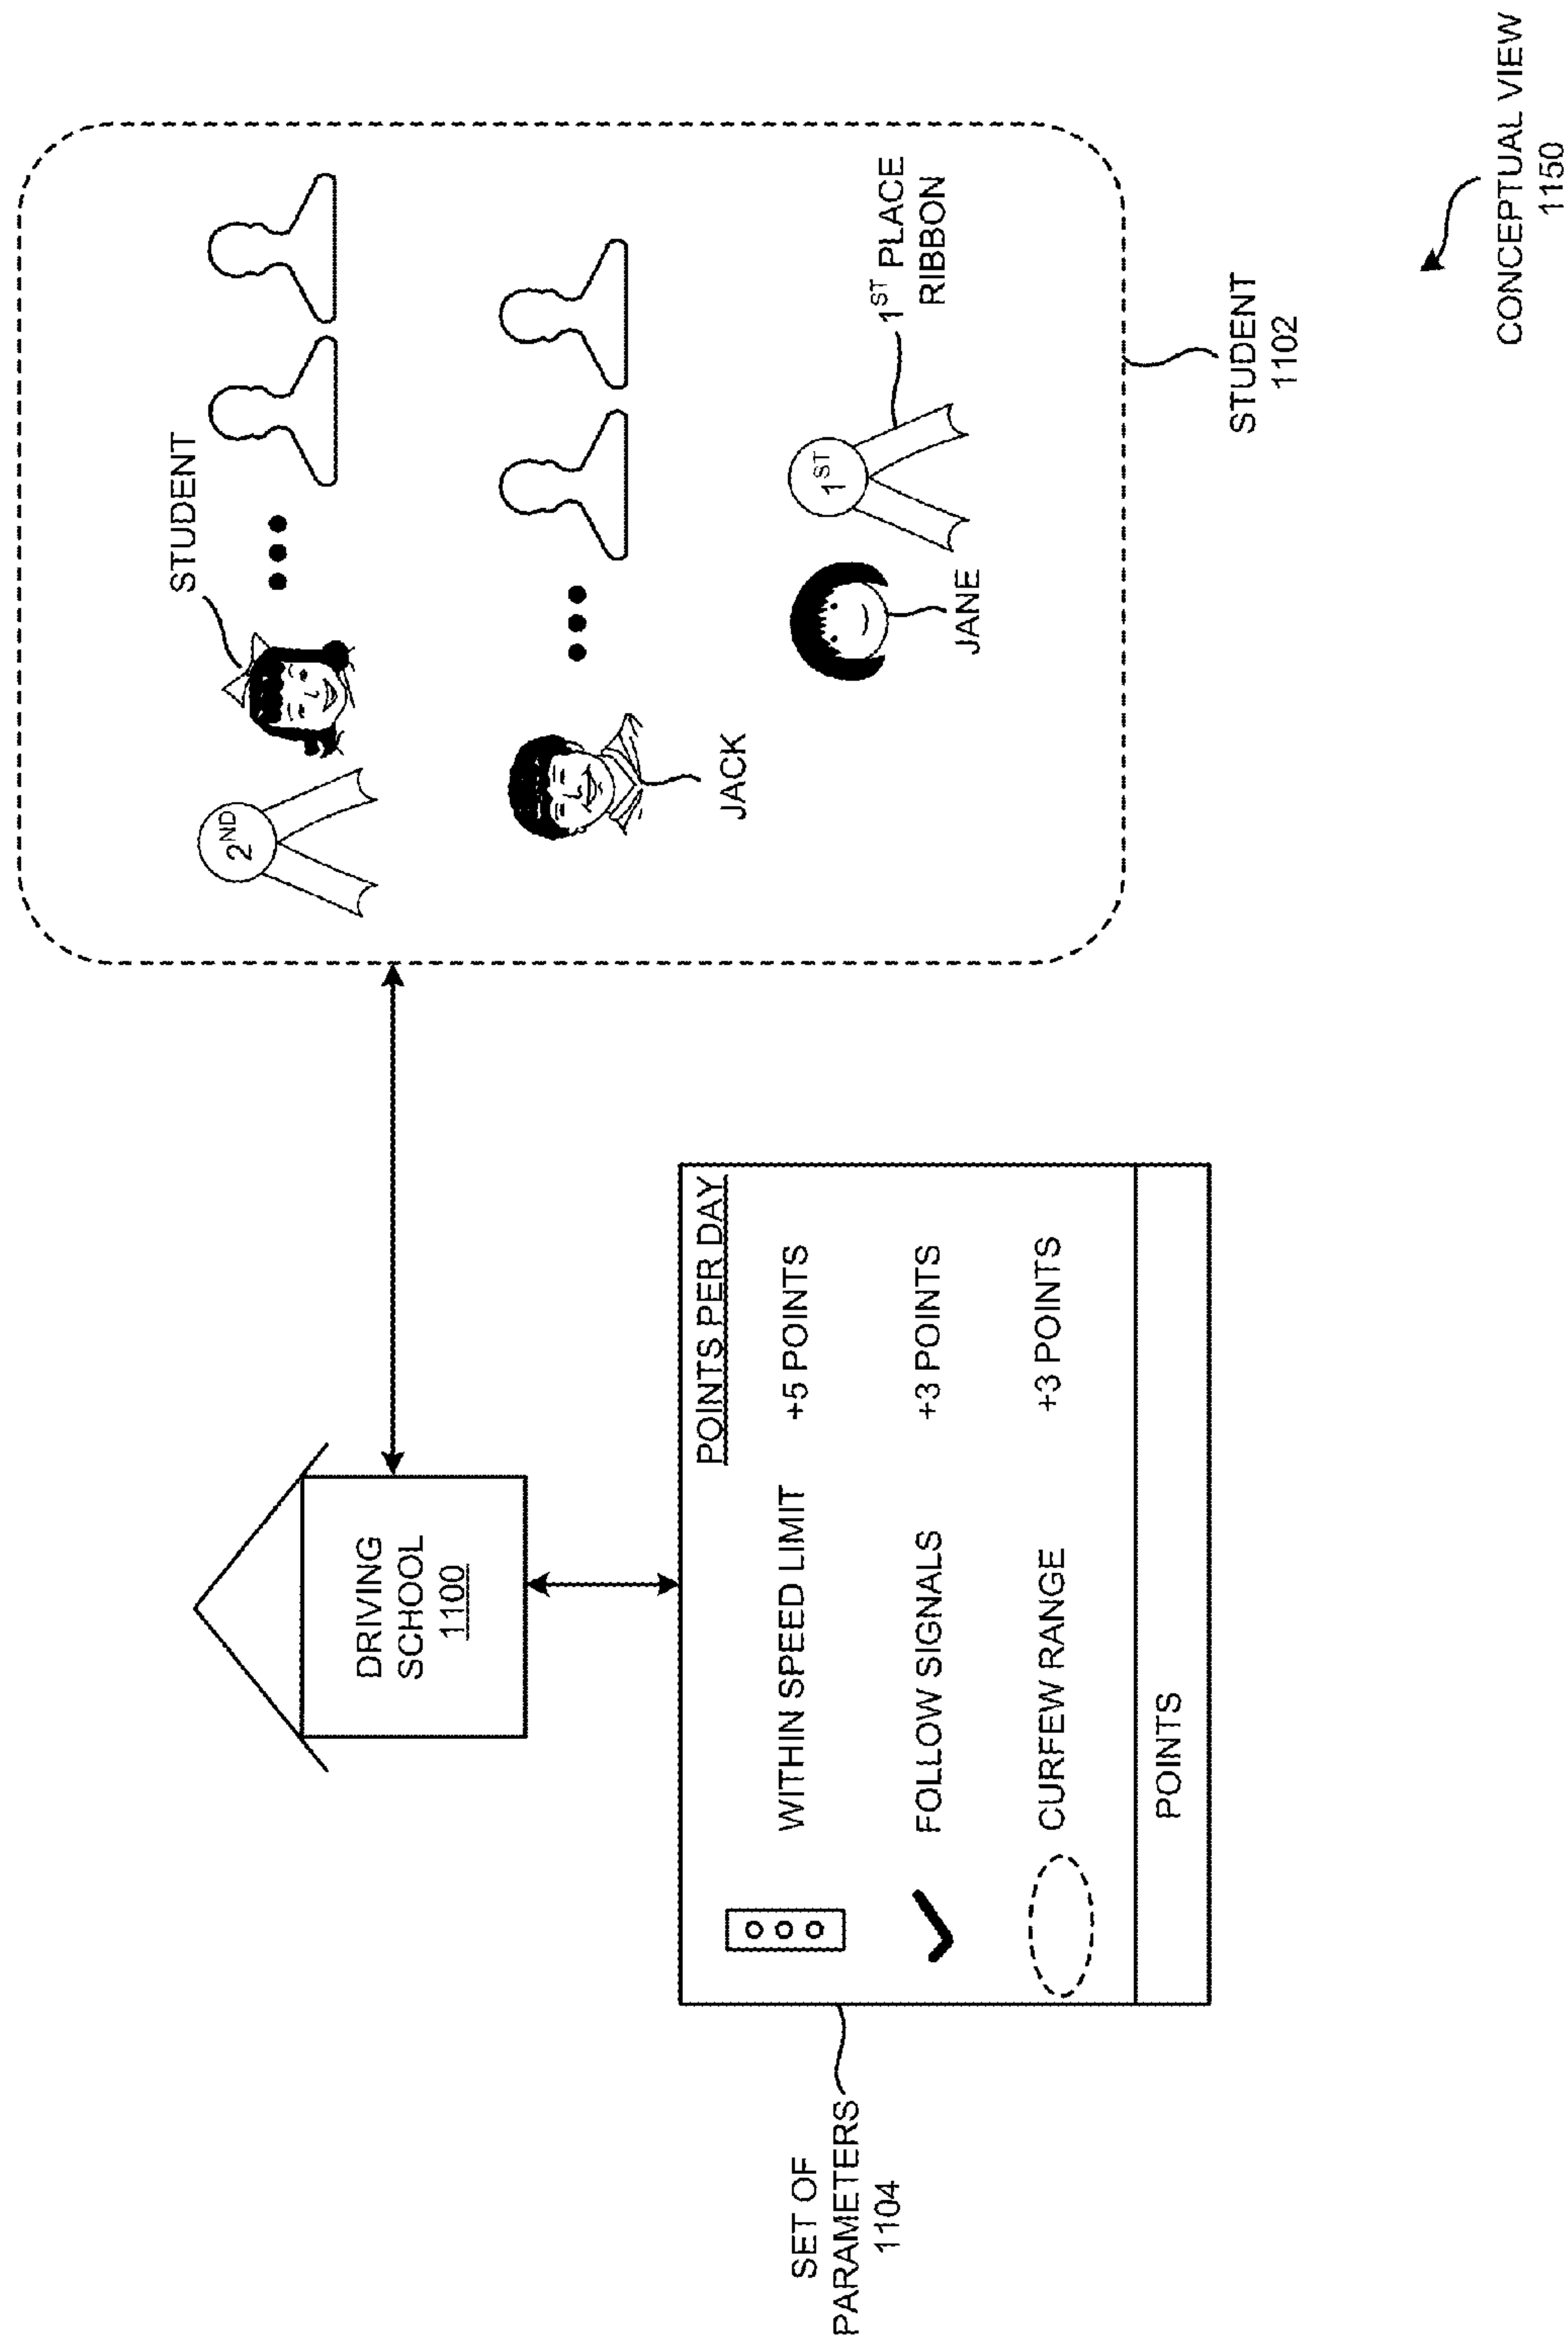 DRIVING
SCHOOL
1100
2ND
STUDENT
JACK
1ST
JANE
1ST PLACE
RIBBON
STUDENT
1102
SET OF
PARAMETERS
1104
POINTS PER DAY
WITHIN SPEED LIMIT +5 POINTS
FOLLOW SIGNALS +3 POINTS
CURFEW RANGE +3 POINTS
POINTS
CONCEPTUAL VIEW
1150